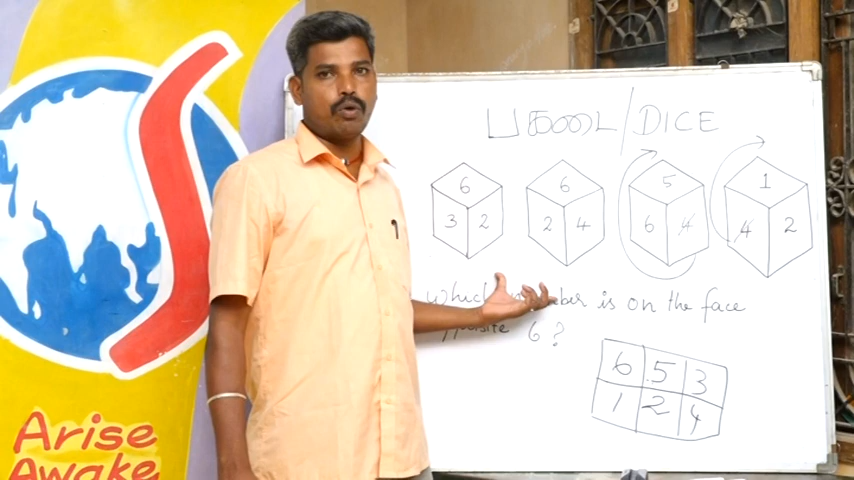 பகடை/DICE
6 6 5 1
3 2 2 4 6 4 4 2
Which number is on the face
opposite 6?
6 5 3
1 2 4
Arise
Awake